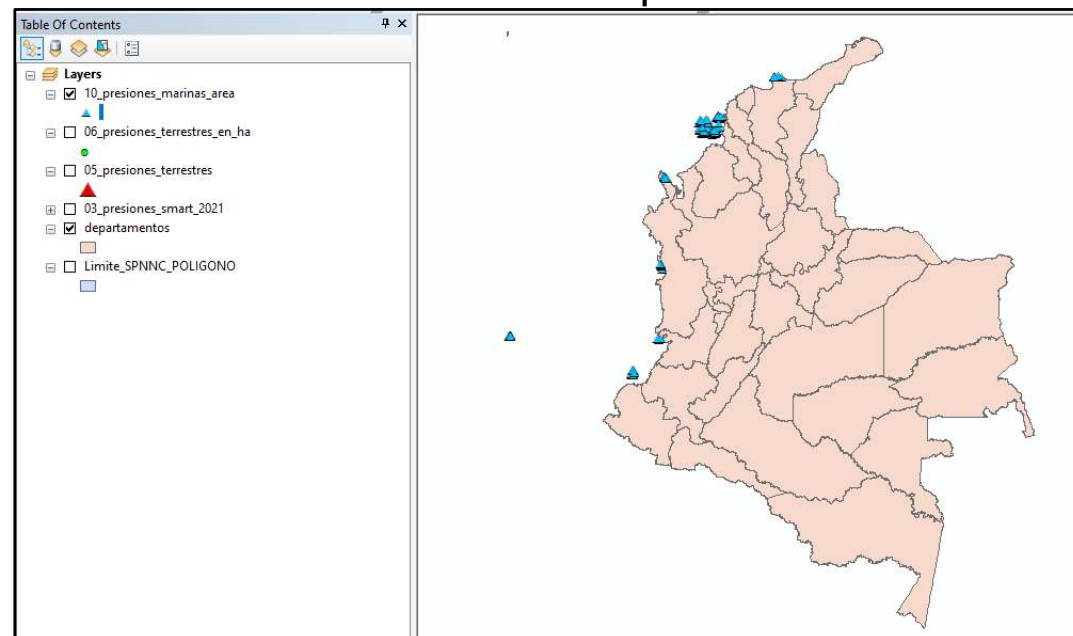 Table Of Contents
Layers
10_presiones_marinas_area
06_presiones_terrestres_en_ha
05_presiones_terrestres
03_presiones_smart_2021
departamentos
Limite_SPNNC_POLIGONO